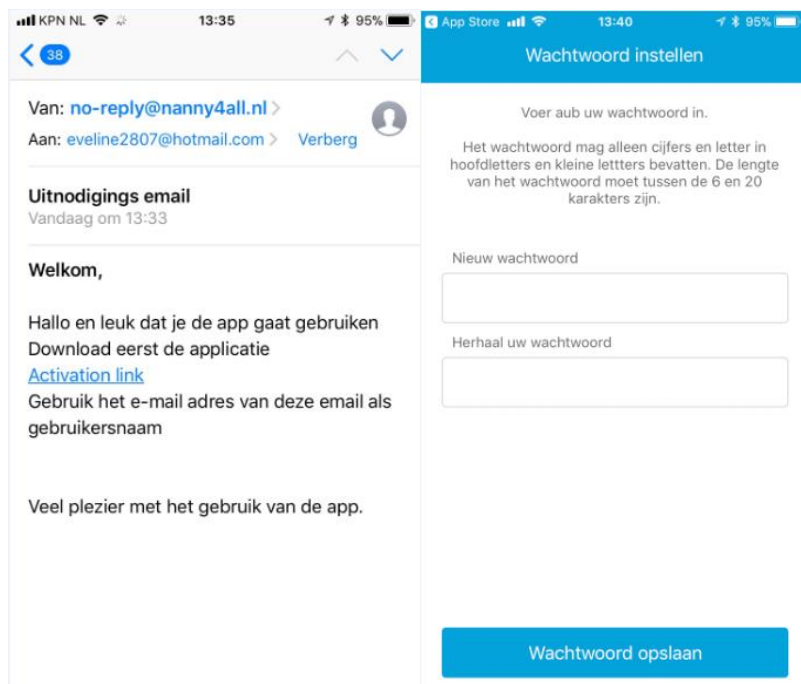 KPN NL 13:35 95%
38
Van: no-reply@nanny4all.nl
Aan: eveline2807@hotmail.com Verberg
Uitnodigings email
Vandaag om 13:33
Welkom,
Hallo en leuk dat je de app gaat gebruiken
Download eerst de applicatie
Activation link
Gebruik het e-mail adres van deze email als
gebruikersnaam
Veel plezier met het gebruik van de app.
App Store 13:40 95%
Wachtwoord instellen
Voer aub uw wachtwoord in.
Het wachtwoord mag alleen cijfers en letter in
hoofdletters en kleine lettters bevatten. De lengte
van het wachtwoord moet tussen de 6 en 20
karakters zijn.
Nieuw wachtwoord
Herhaal uw wachtwoord
Wachtwoord opslaan